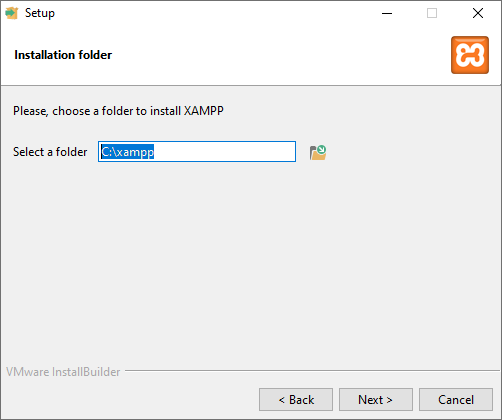 Setup
Installation folder
Please, choose a folder to install XAMPP
Select a folder C:\xampp
VMware InstallBuilder
< Back Next > Cancel